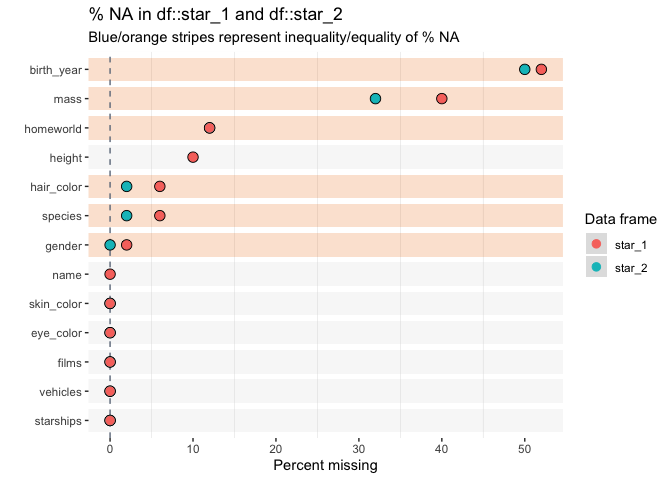 % NA in df::star_1 and df::star_2
Blue/orange stripes represent inequality/equality of % NA
birth_year
mass
homeworld
height
hair_color
species
gender
name
skin_color
eye_color
films
vehicles
starships
0 10 20 30 40 50
Percent missing
Data frame
star_1
star_2